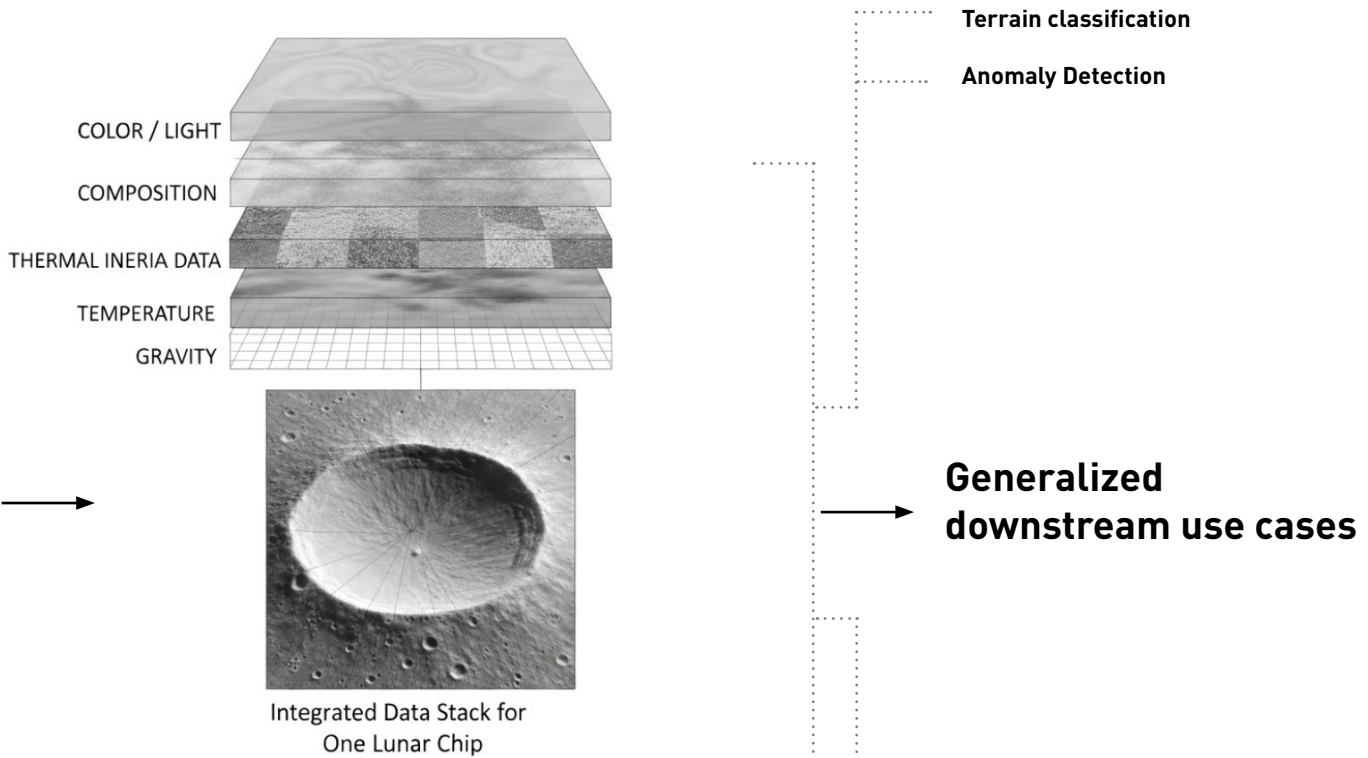 Terrain classification
Anomaly Detection
COLOR / LIGHT
COMPOSITION
THERMAL INERIA DATA
TEMPERATURE
GRAVITY
Generalized
downstream use cases
Integrated Data Stack for
One Lunar Chip